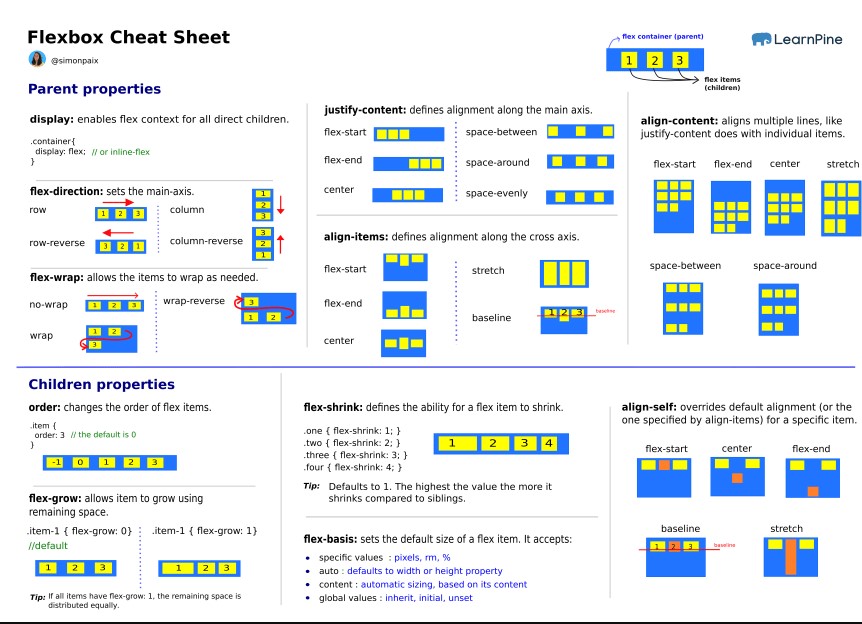 Flexbox Cheat Sheet
@simonpaix
flex container (parent)
1 2 3
flex items
(children)
LearnPine
Parent properties
display: enables flex context for all direct children.
.container{
display: flex; // or inline-flex
}
flex-direction: sets the main-axis.
row
1 2 3
column
1
2
3
row-reverse
3 2 1
column-reverse
3
2
1
flex-wrap: allows the items to wrap as needed.
no-wrap
1 2 3
wrap-reverse
3
1 2
wrap
1 2
3
justify-content: defines alignment along the main axis.
flex-start
space-between
flex-end
space-around
center
space-evenly
align-items: defines alignment along the cross axis.
flex-start
stretch
flex-end
baseline
1 2 3
baseline
center
align-content: aligns multiple lines, like
justify-content does with individual items.
flex-start
flex-end
center
stretch
space-between
space-around
Children properties
order: changes the order of flex items.
.item {
order: 3 // the default is 0
}
-1 0 1 2 3
flex-grow: allows item to grow using
remaining space.
.item-1 { flex-grow: 0}
//default
1 2 3
.item-1 { flex-grow: 1}
1 2 3
Tip: If all items have flex-grow: 1, the remaining space is
distributed equally.
flex-shrink: defines the ability for a flex item to shrink.
.one { flex-shrink: 1; }
.two { flex-shrink: 2; }
.three { flex-shrink: 3; }
.four { flex-shrink: 4; }
1 2 3 4
Tip: Defaults to 1. The highest the value the more it
shrinks compared to siblings.
flex-basis: sets the default size of a flex item. It accepts:
• specific values : pixels, rm, %
• auto : defaults to width or height property
• content : automatic sizing, based on its content
• global values : inherit, initial, unset
align-self: overrides default alignment (or the
one specified by align-items) for a specific item.
flex-start
center
flex-end
baseline
1 2 3
baseline
stretch